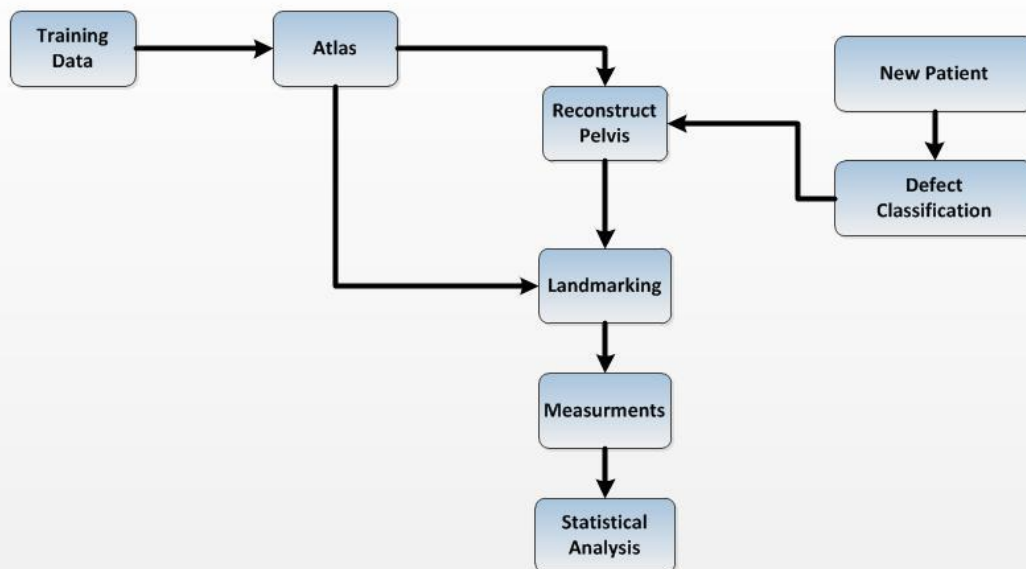 Training
Data
Atlas
New Patient
Reconstruct
Pelvis
Defect
Classification
Landmarking
Measurments
Statistical
Analysis